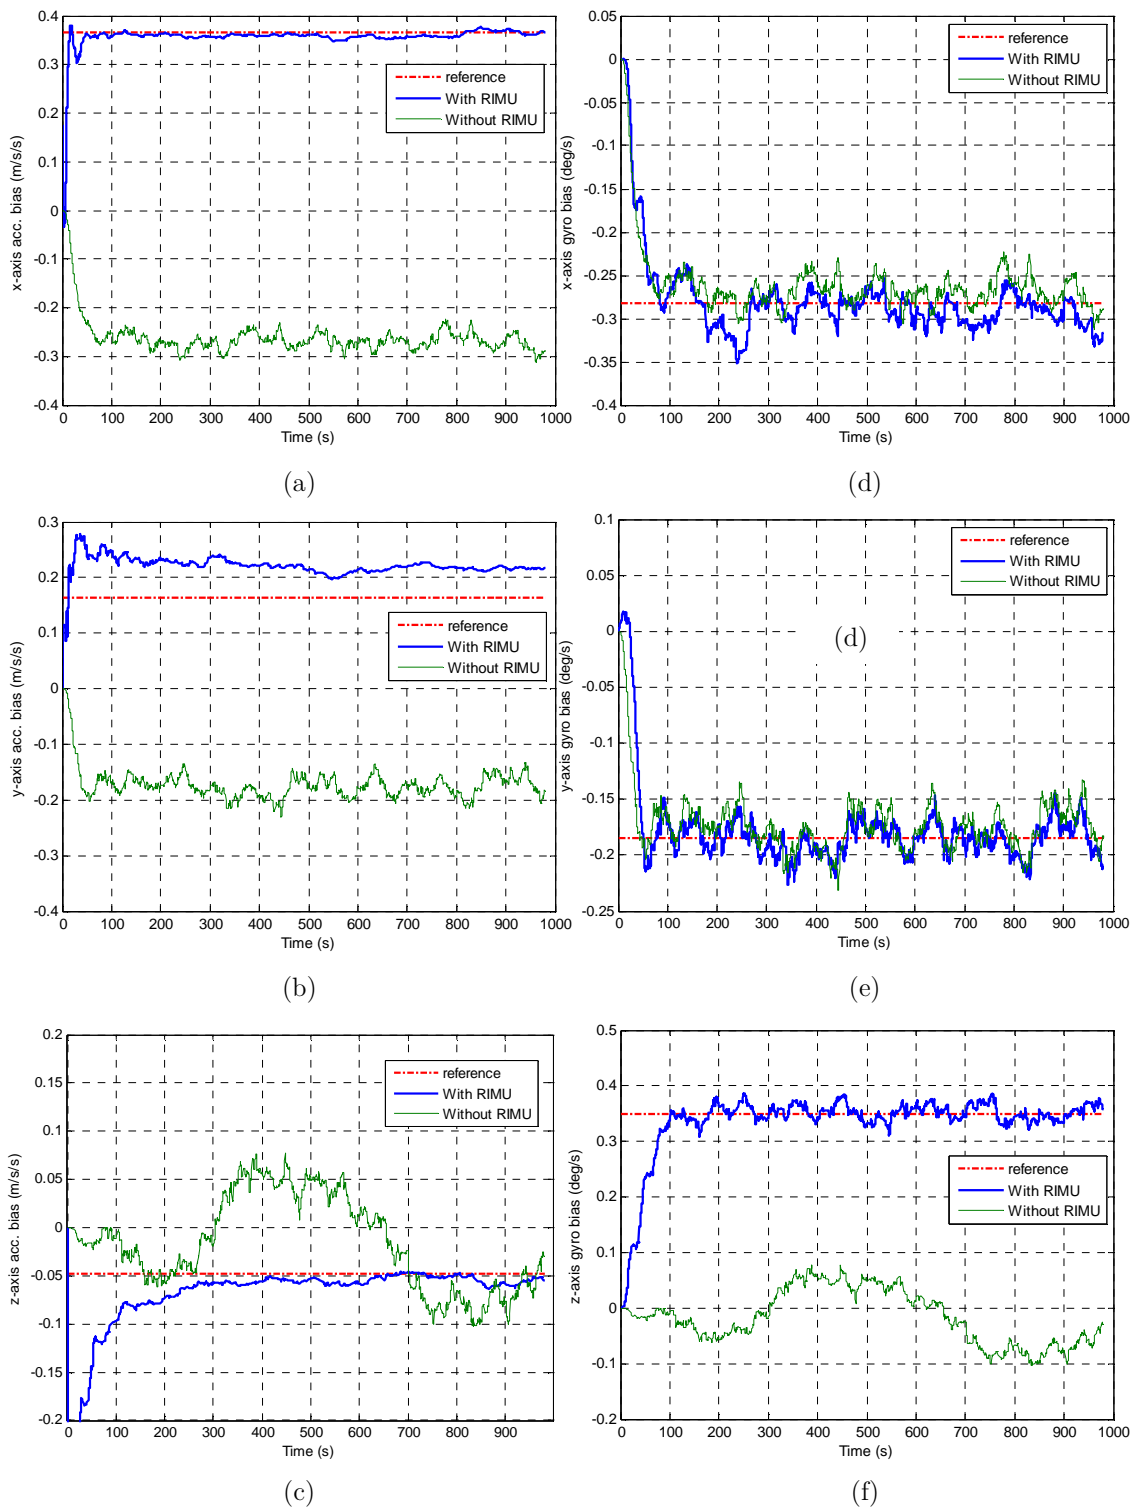 0.4
0.3
0.2
0.1
0
-0.1
-0.2
-0.3
-0.4
x-axis acc. bias (m/s/s)
reference
With RIMU
Without RIMU
0 100 200 300 400 500 600 700 800 900 1000
Time (s)
(a)
0.05
0
-0.05
-0.1
-0.15
-0.2
-0.25
-0.3
-0.35
-0.4
x-axis gyro bias (deg/s)
reference
With RIMU
Without RIMU
0 100 200 300 400 500 600 700 800 900 1000
Time (s)
(d)
0.3
0.2
0.1
0
-0.1
-0.2
-0.3
-0.4
y-axis acc. bias (m/s/s)
reference
With RIMU
Without RIMU
0 100 200 300 400 500 600 700 800 900 1000
Time (s)
(b)
0.1
0.05
0
-0.05
-0.1
-0.15
-0.2
-0.25
y-axis gyro bias (deg/s)
reference
With RIMU
Without RIMU
(d)
0 100 200 300 400 500 600 700 800 900 1000
Time (s)
(e)
0.2
0.15
0.1
0.05
0
-0.05
-0.1
-0.15
-0.2
z-axis acc. bias (m/s/s)
reference
With RIMU
Without RIMU
0 100 200 300 400 500 600 700 800 900
Time (s)
(c)
0.5
0.4
0.3
0.2
0.1
0
-0.1
-0.2
z-axis gyro bias (deg/s)
reference
With RIMU
Without RIMU
0 100 200 300 400 500 600 700 800 900 1000
Time (s)
(f)